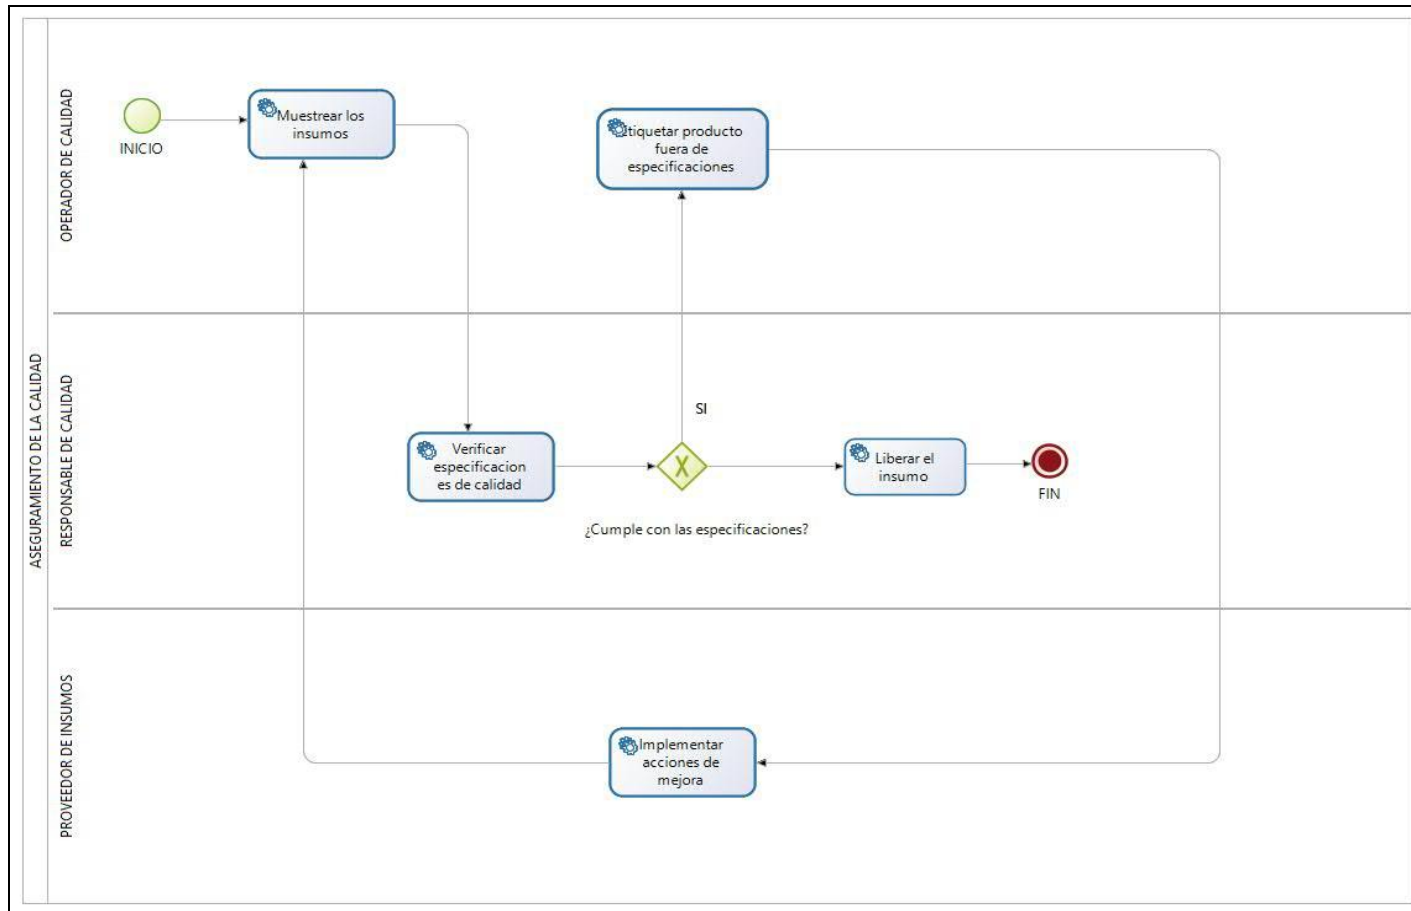 ASEGURAMIENTO DE LA CALIDAD
OPERADOR DE CALIDAD
INICIO
Muestrear los
insumos
Etiquetar producto
fuera de
especificaciones
RESPONSABLE DE CALIDAD
Verificar
especificacion
es de calidad
SI
¿Cumple con las especificaciones?
Liberar el
insumo
FIN
PROVEEDOR DE INSUMOS
Implementar
acciones de
mejora